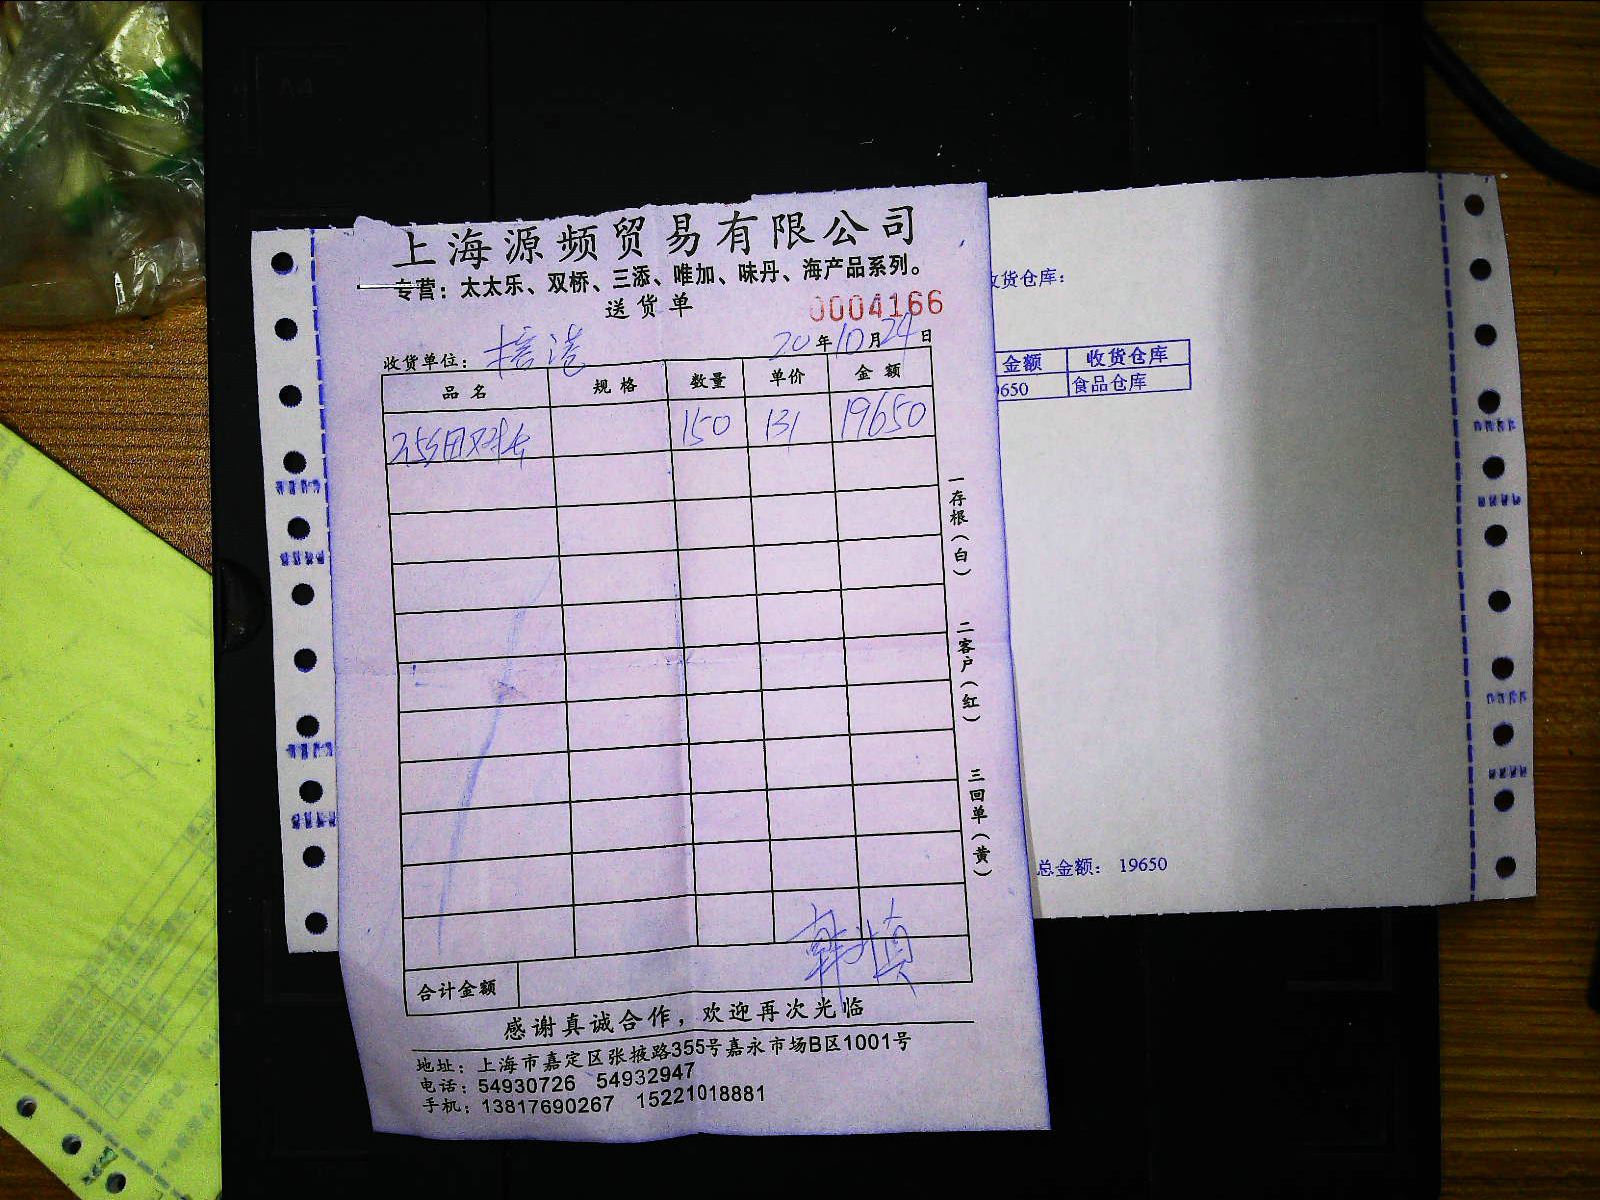 上海源频贸易有限公司
专营：太太乐、双桥、三添、唯加、味丹、海产品系列。
送货单 0004166
收货单位：培港 20年10月24日
品名 规格 数量 单价 金额
150 131 19650
一存根（白）
二客户（红）
三回单（黄）
合计金额
感谢真诚合作，欢迎再次光临
地址：上海市嘉定区张掖路355号嘉永市场B区1001号
电话：54930726 54932947
手机：13817690267 15221018881
收货仓库：
金额 收货仓库
9650 食品仓库
总金额： 19650